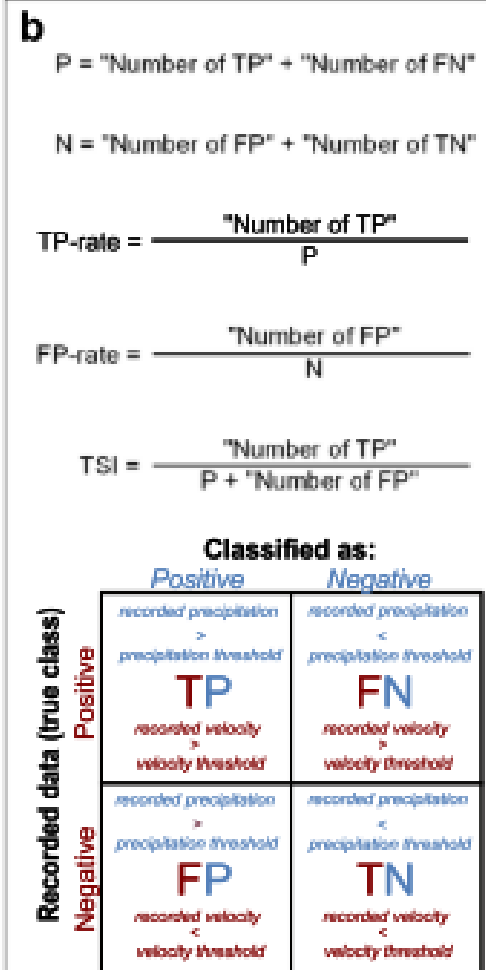 b
P = "Number of TP" + "Number of FN"
N = "Number of FP" + "Number of TN"
TP-rate = "Number of TP"
P
FP-rate = "Number of FP"
N
TSI = "Number of TP"
P + "Number of FP"
Classified as:
Positive Negative
Recorded data (true class)
Positive
recorded precipitation
>
precipitation threshold
TP
recorded velocity
>
velocity threshold
recorded precipitation
<
precipitation threshold
FN
recorded velocity
>
velocity threshold
Negative
recorded precipitation
>
precipitation threshold
FP
recorded velocity
<
velocity threshold
recorded precipitation
<
precipitation threshold
TN
recorded velocity
<
velocity threshold